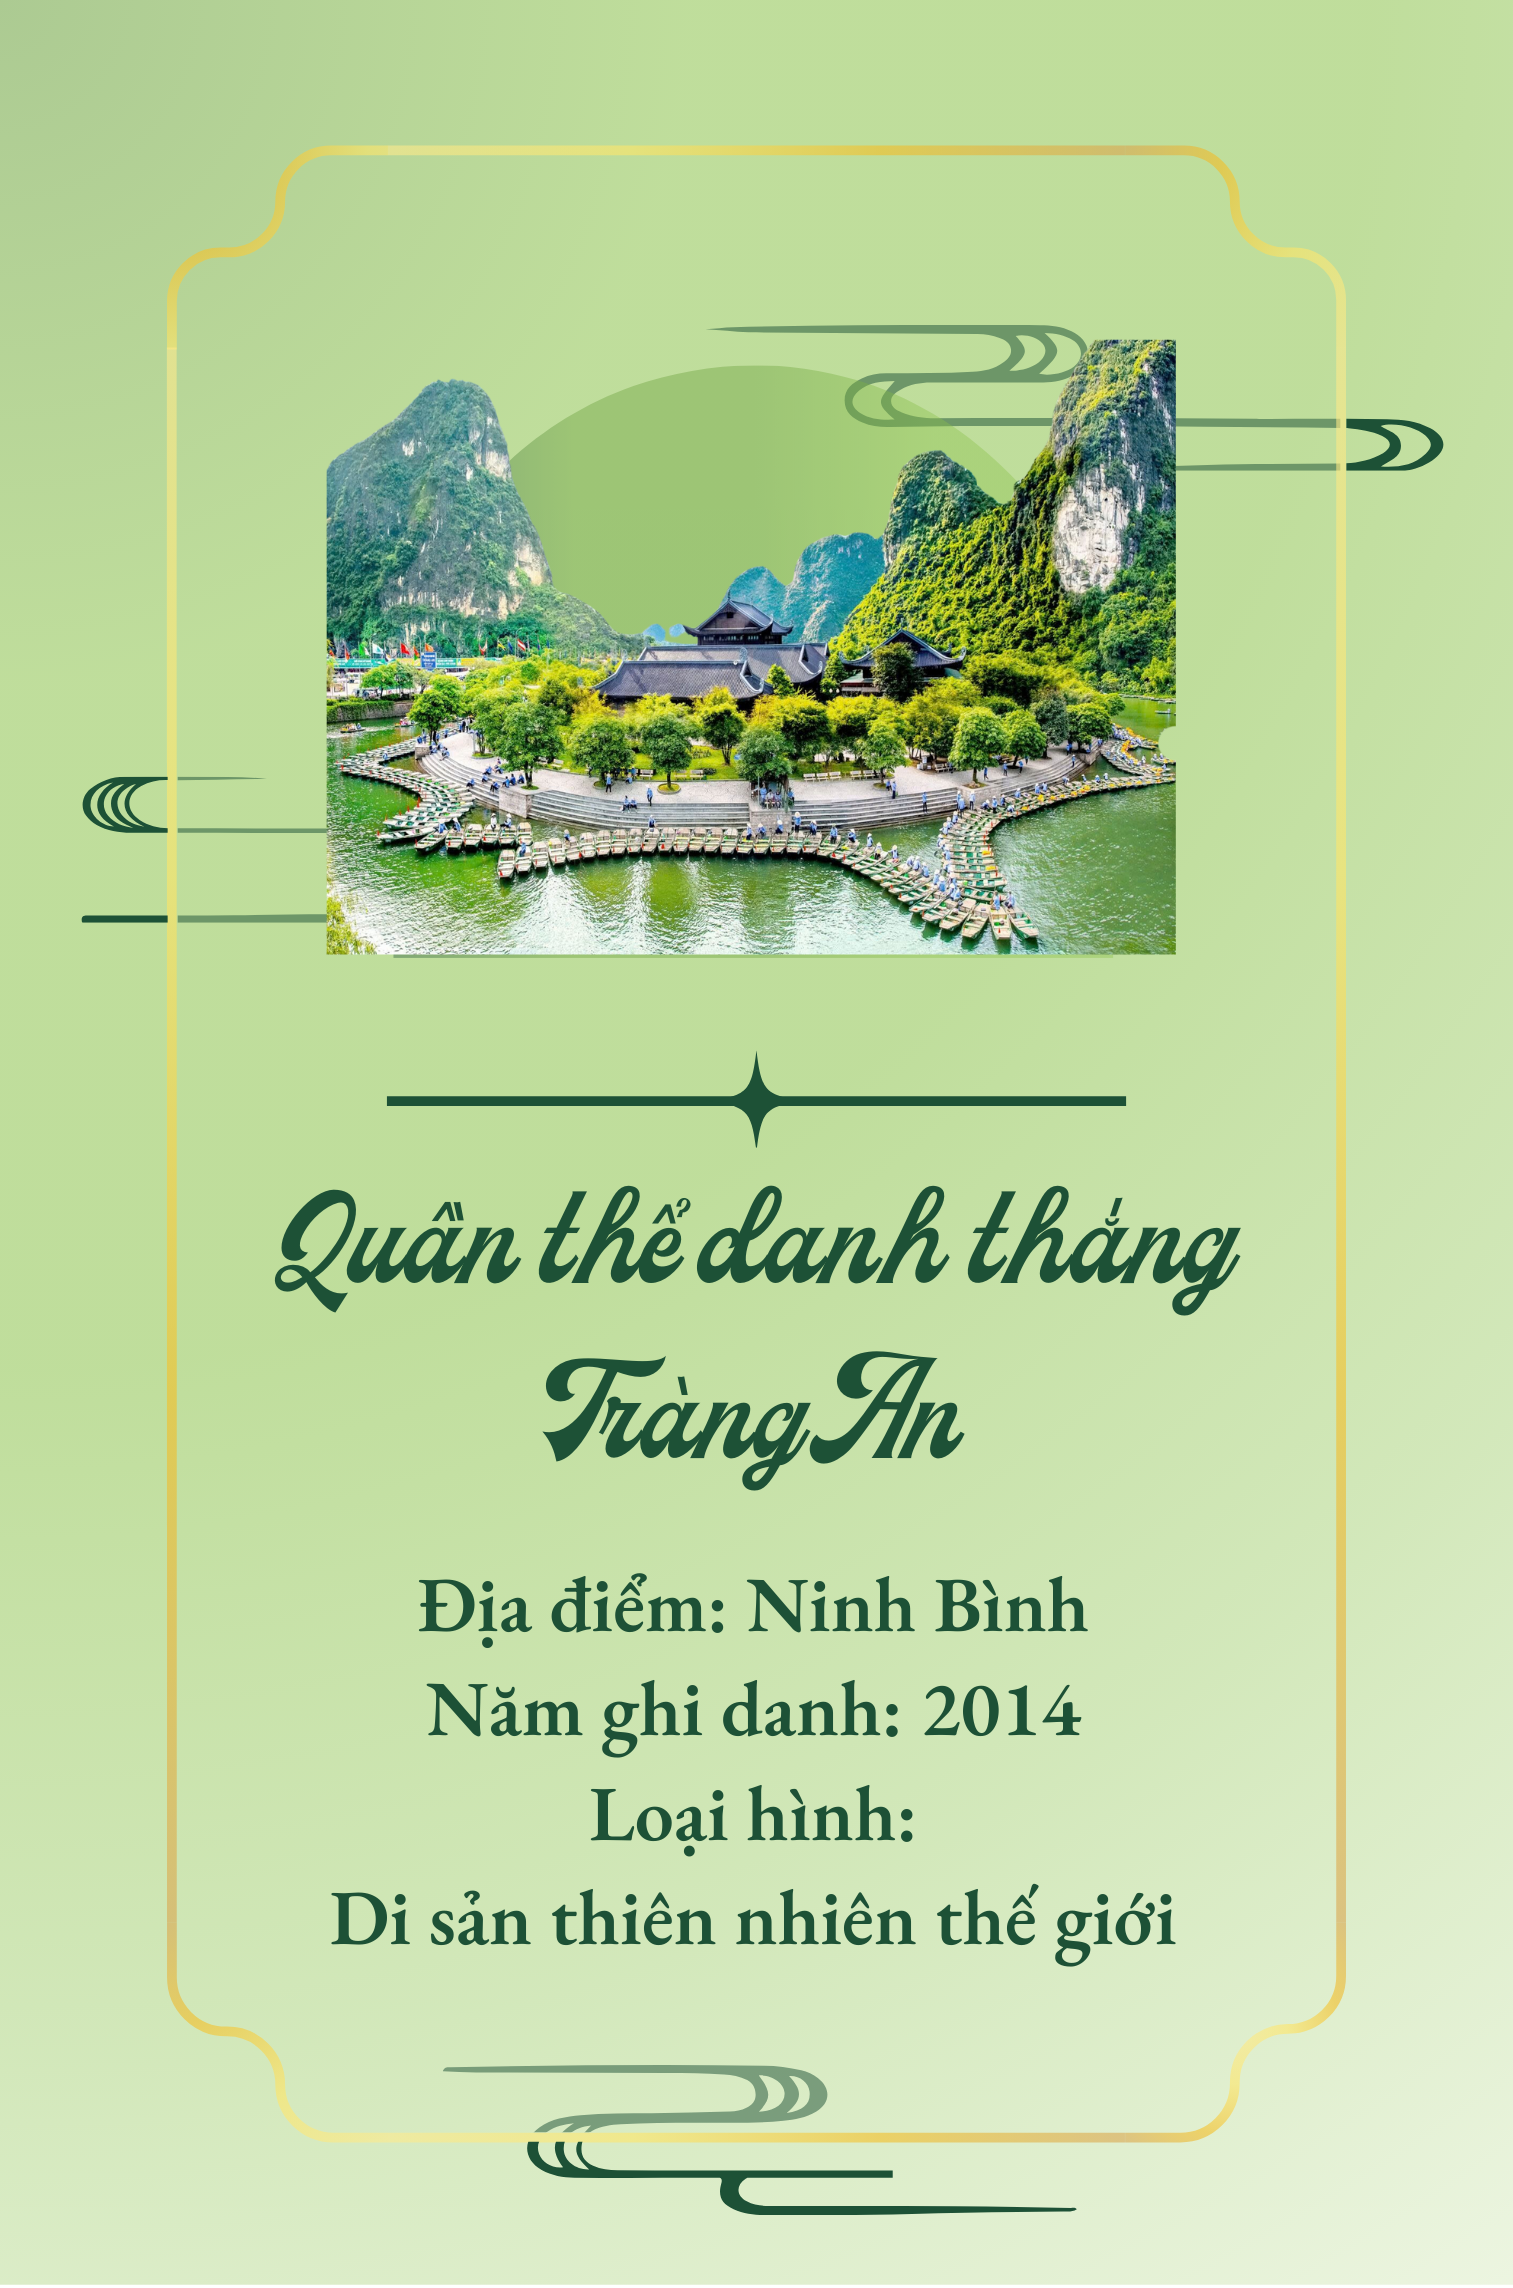 Quần thể danh thắng
Tràng An
Địa điểm: Ninh Bình
Năm ghi danh: 2014
Loại hình:
Di sản thiên nhiên thế giới